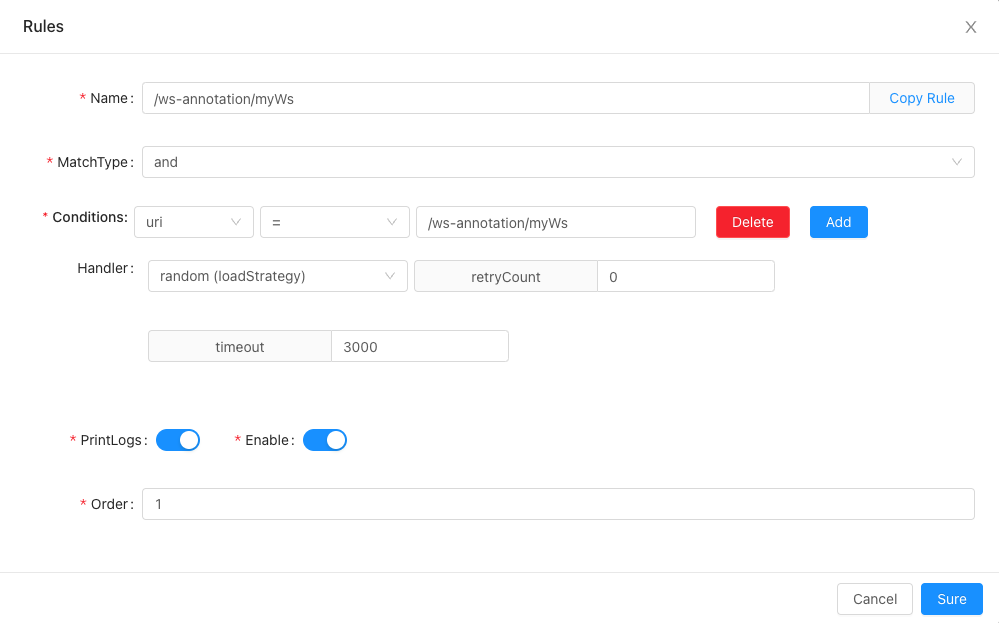 Rules
* Name: /ws-annotation/myWs Copy Rule
* MatchType: and
* Conditions: uri = /ws-annotation/myWs Delete Add
Handler: random (loadStrategy) retryCount 0
timeout 3000
* PrintLogs: * Enable:
* Order: 1
Cancel Sure